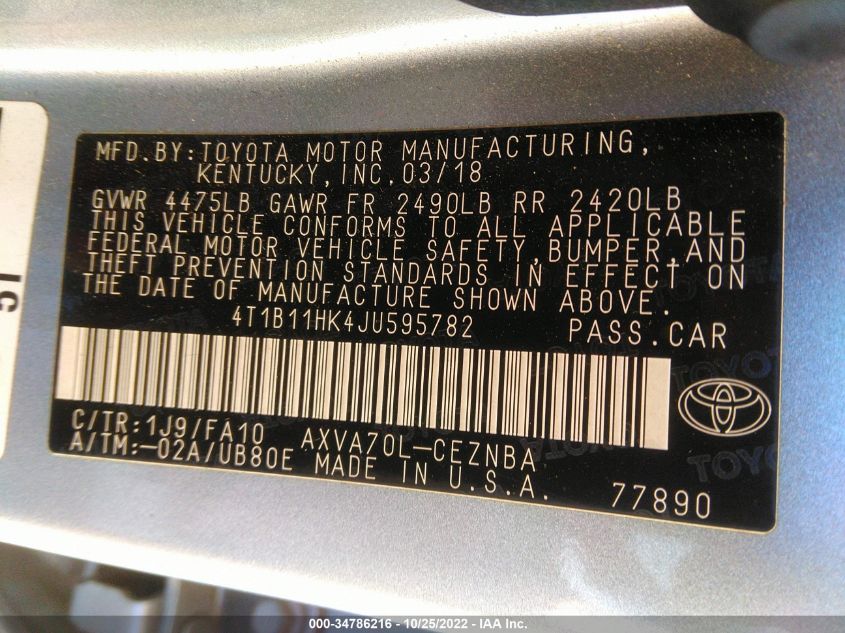 MFD.BY:TOYOTA MOTOR MANUFACTURING,
KENTUCKY,INC.03/18
GVWR 4475LB GAWR FR 2490LB RR 2420LB
THIS VEHICLE CONFORMS TO ALL APPLICABLE
FEDERAL MOTOR VEHICLE SAFETY,BUMPER,AND
THEFT PREVENTION STANDARDS IN EFFECT ON
THE DATE OF MANUFACTURE SHOWN ABOVE.
4T1B11HK4JU595782 PASS.CAR
C/TR:1J9/FA10 AXVA70L-CEZNBA
A/TM:-02A/UB80E MADE IN U.S.A. 77890
000-34786216 - 10/25/2022 - IAA Inc.